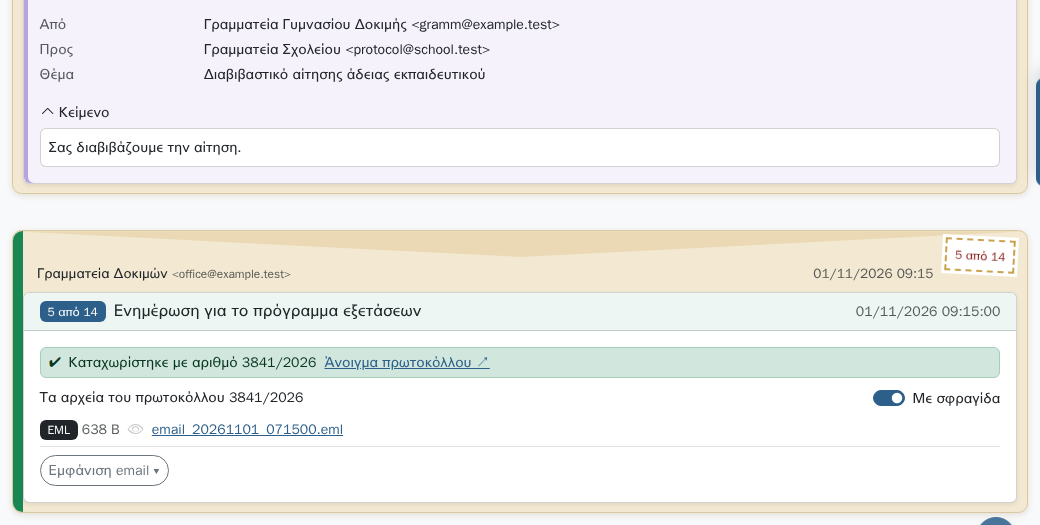 Από Γραμματεία Γυμνασίου Δοκιμής <gramm@example.test>
Προς Γραμματεία Σχολείου <protocol@school.test>
Θέμα Διαβιβαστικό αίτησης άδειας εκπαιδευτικού
Κείμενο
Σας διαβιβάζουμε την αίτηση.
5 από 14
Γραμματεία Δοκιμών <office@example.test> 01/11/2026 09:15
5 από 14 Ενημέρωση για το πρόγραμμα εξετάσεων 01/11/2026 09:15:00
✔ Καταχωρίστηκε με αριθμό 3841/2026 Άνοιγμα πρωτοκόλλου ↗
Τα αρχεία του πρωτοκόλλου 3841/2026 Με σφραγίδα
EML 638 B email_20261101_071500.eml
Εμφάνιση email ▾